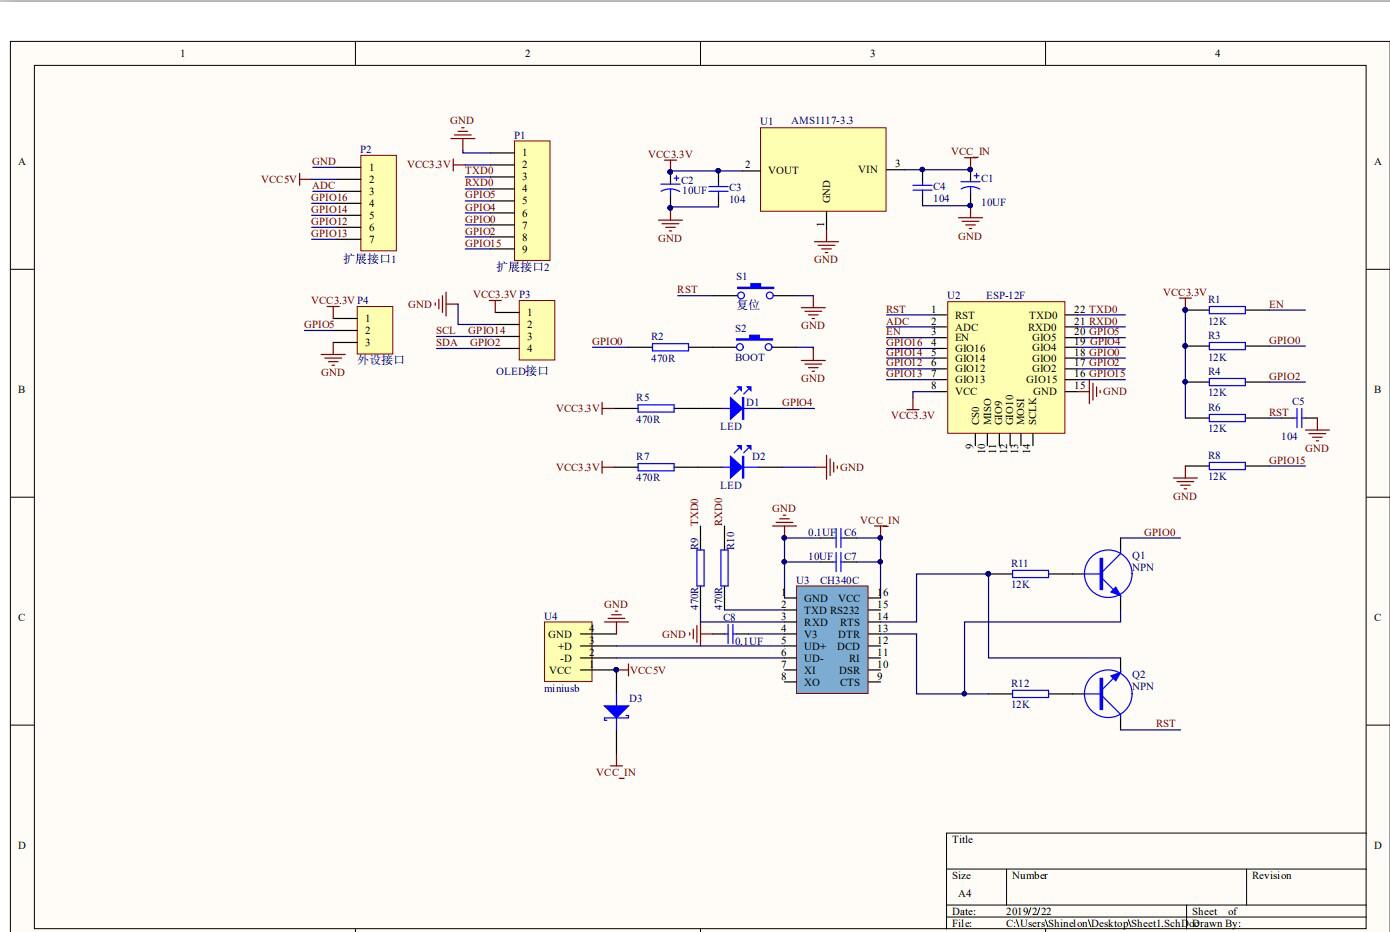 1 2 3 4
A
B
C
D
A
B
C
D
P2
GND 1
VCC5V 2
ADC 3
GPIO16 4
GPIO14 5
GPIO12 6
GPIO13 7
扩展接口1
GND
P1
1
VCC3.3V 2
TXD0 3
RXD0 4
GPIO5 5
GPIO4 6
GPIO0 7
GPIO2 8
GPIO15 9
扩展接口2
U1 AMS1117-3.3
VCC3.3V
2 VOUT VIN 3
VCC_IN
GND
1
C2
10UF
C3
104
C4
104
C1
10UF
GND
GND
GND
VCC3.3V P4
1
GPIO5 2
3
GND
外设接口
GND
VCC3.3V P3
1
2
SCL GPIO14 3
SDA GPIO2 4
OLED接口
S1
RST
复位
GND
S2
GPIO0 R2
470R
BOOT
GND
VCC3.3V R5
470R
D1
LED
GPIO4
VCC3.3V R7
470R
D2
LED
GND
U2 ESP-12F
RST 1 RST TXD0 22 TXD0
ADC 2 ADC RXD0 21 RXD0
EN 3 EN GIO5 20 GPIO5
GPIO16 4 GIO16 GIO4 19 GPIO4
GPIO14 5 GIO14 GIO0 18 GPIO0
GPIO12 6 GIO12 GIO2 17 GPIO2
GPIO13 7 GIO13 GIO15 16 GPIO15
8 VCC GND 15 GND
VCC3.3V
CS0 MISO GIO9 GIO10 MOSI SCLK
9 10 11 12 13 14
VCC3.3V
R1 EN
12K
R3 GPIO0
12K
R4 GPIO2
12K
R6 RST C5
12K 104
GND
R8 GPIO15
12K
GND
TXD0 RXD0
R9 R10
470R 470R
GND
VCC_IN
0.1UF C6
10UF C7
U3 CH340C
1 GND VCC 16
2 TXD RS232 15
3 RXD RTS 14
4 V3 DTR 13
5 UD+ DCD 12
6 UD- RI 11
7 XI DSR 10
8 XO CTS 9
GND C8
0.1UF
U4
GND 4
+D 3
-D 2
VCC 1
miniusb
GND
VCC5V
D3
VCC_IN
GPIO0
R11
12K
Q1
NPN
R12
12K
Q2
NPN
RST
Title
Size Number Revision
A4
Date: 2019/2/22 Sheet of
File: C:\Users\Shinelon\Desktop\Sheet1.SchDoc Drawn By: